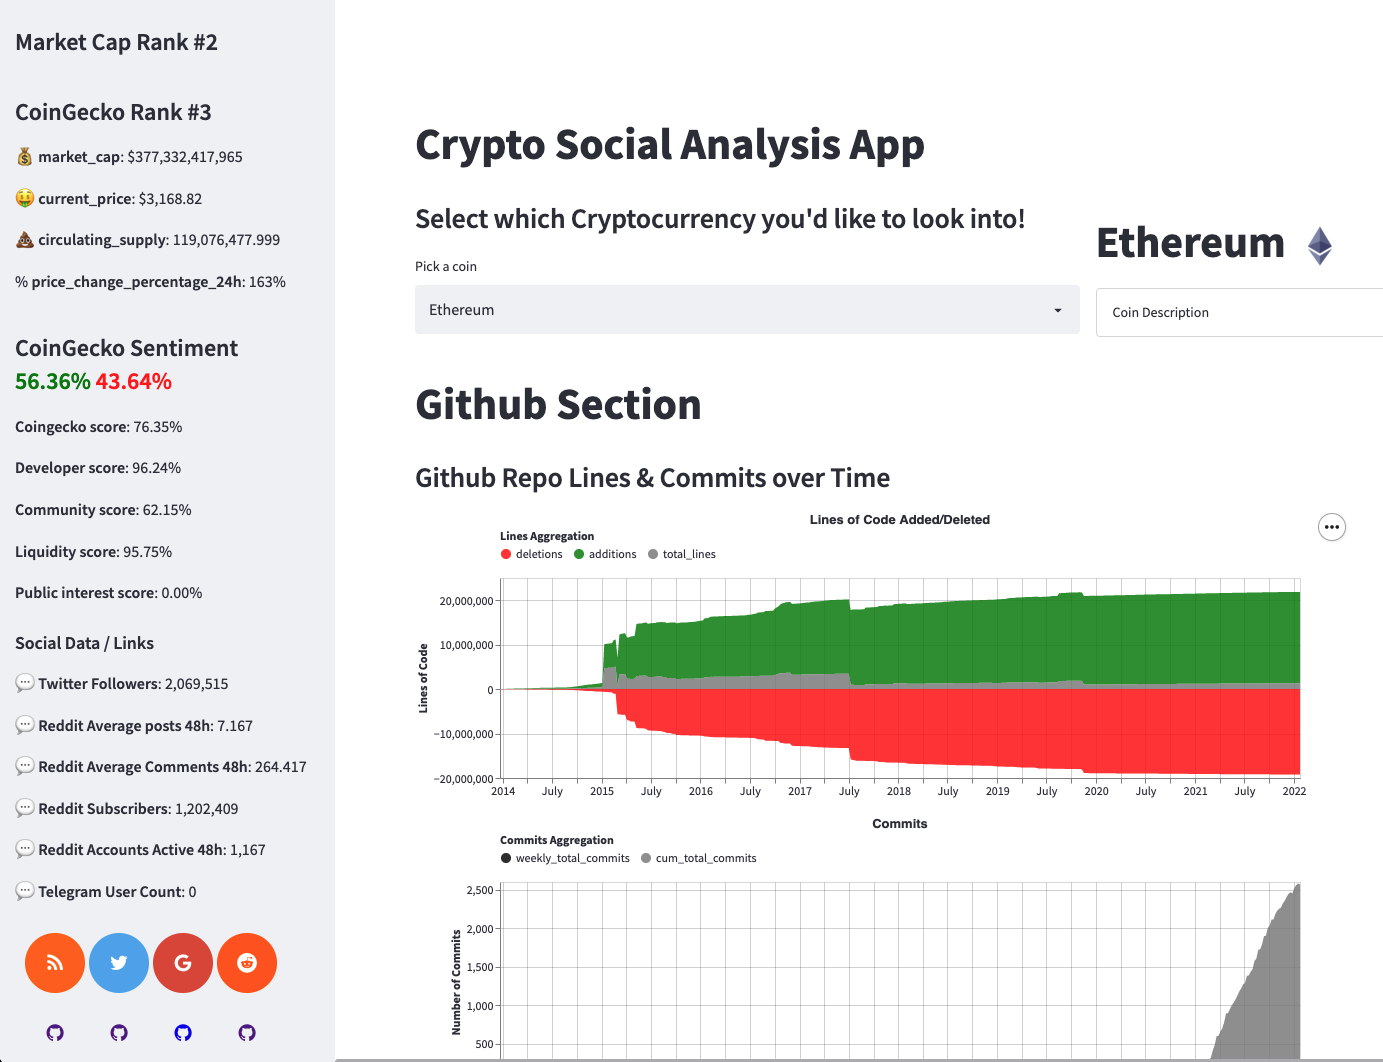 Market Cap Rank #2
CoinGecko Rank #3
market_cap: $377,332,417,965
current_price: $3,168.82
circulating_supply: 119,076,477.999
% price_change_percentage_24h: 163%
CoinGecko Sentiment
56.36% 43.64%
Coingecko score: 76.35%
Developer score: 96.24%
Community score: 62.15%
Liquidity score: 95.75%
Public interest score: 0.00%
Social Data / Links
Twitter Followers: 2,069,515
Reddit Average posts 48h: 7.167
Reddit Average Comments 48h: 264.417
Reddit Subscribers: 1,202,409
Reddit Accounts Active 48h: 1,167
Telegram User Count: 0
Crypto Social Analysis App
Select which Cryptocurrency you'd like to look into!
Pick a coin
Ethereum
Ethereum
Coin Description
Github Section
Github Repo Lines & Commits over Time
Lines of Code Added/Deleted
Lines Aggregation
deletions additions total_lines
Lines of Code
20,000,000
10,000,000
0
−10,000,000
−20,000,000
2014 July 2015 July 2016 July 2017 July 2018 July 2019 July 2020 July 2021 July 2022
Commits
Commits Aggregation
weekly_total_commits cum_total_commits
Number of Commits
2,500
2,000
1,500
1,000
500